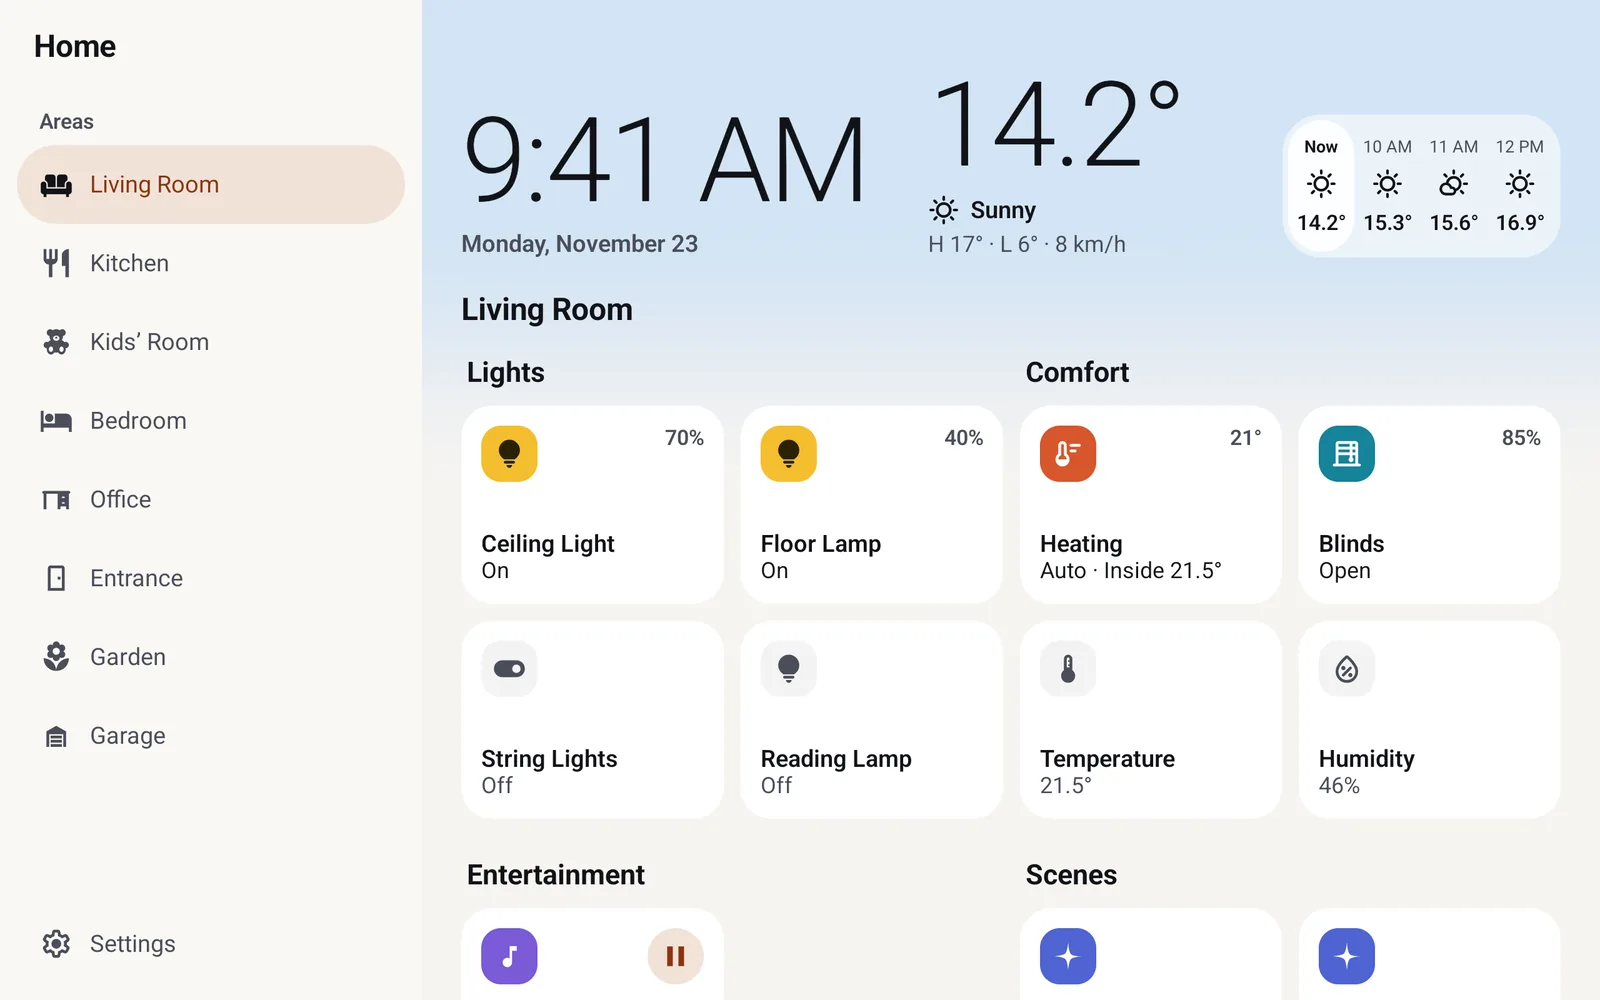 Home
Areas
Living Room
Kitchen
Kids’ Room
Bedroom
Office
Entrance
Garden
Garage
Settings
9:41 AM
Monday, November 23
14.2°
Sunny
H 17° · L 6° · 8 km/h
Now 10 AM 11 AM 12 PM
14.2° 15.3° 15.6° 16.9°
Living Room
Lights
70%
Ceiling Light
On
40%
Floor Lamp
On
String Lights
Off
Reading Lamp
Off
Comfort
21°
Heating
Auto · Inside 21.5°
85%
Blinds
Open
Temperature
21.5°
Humidity
46%
Entertainment
Scenes